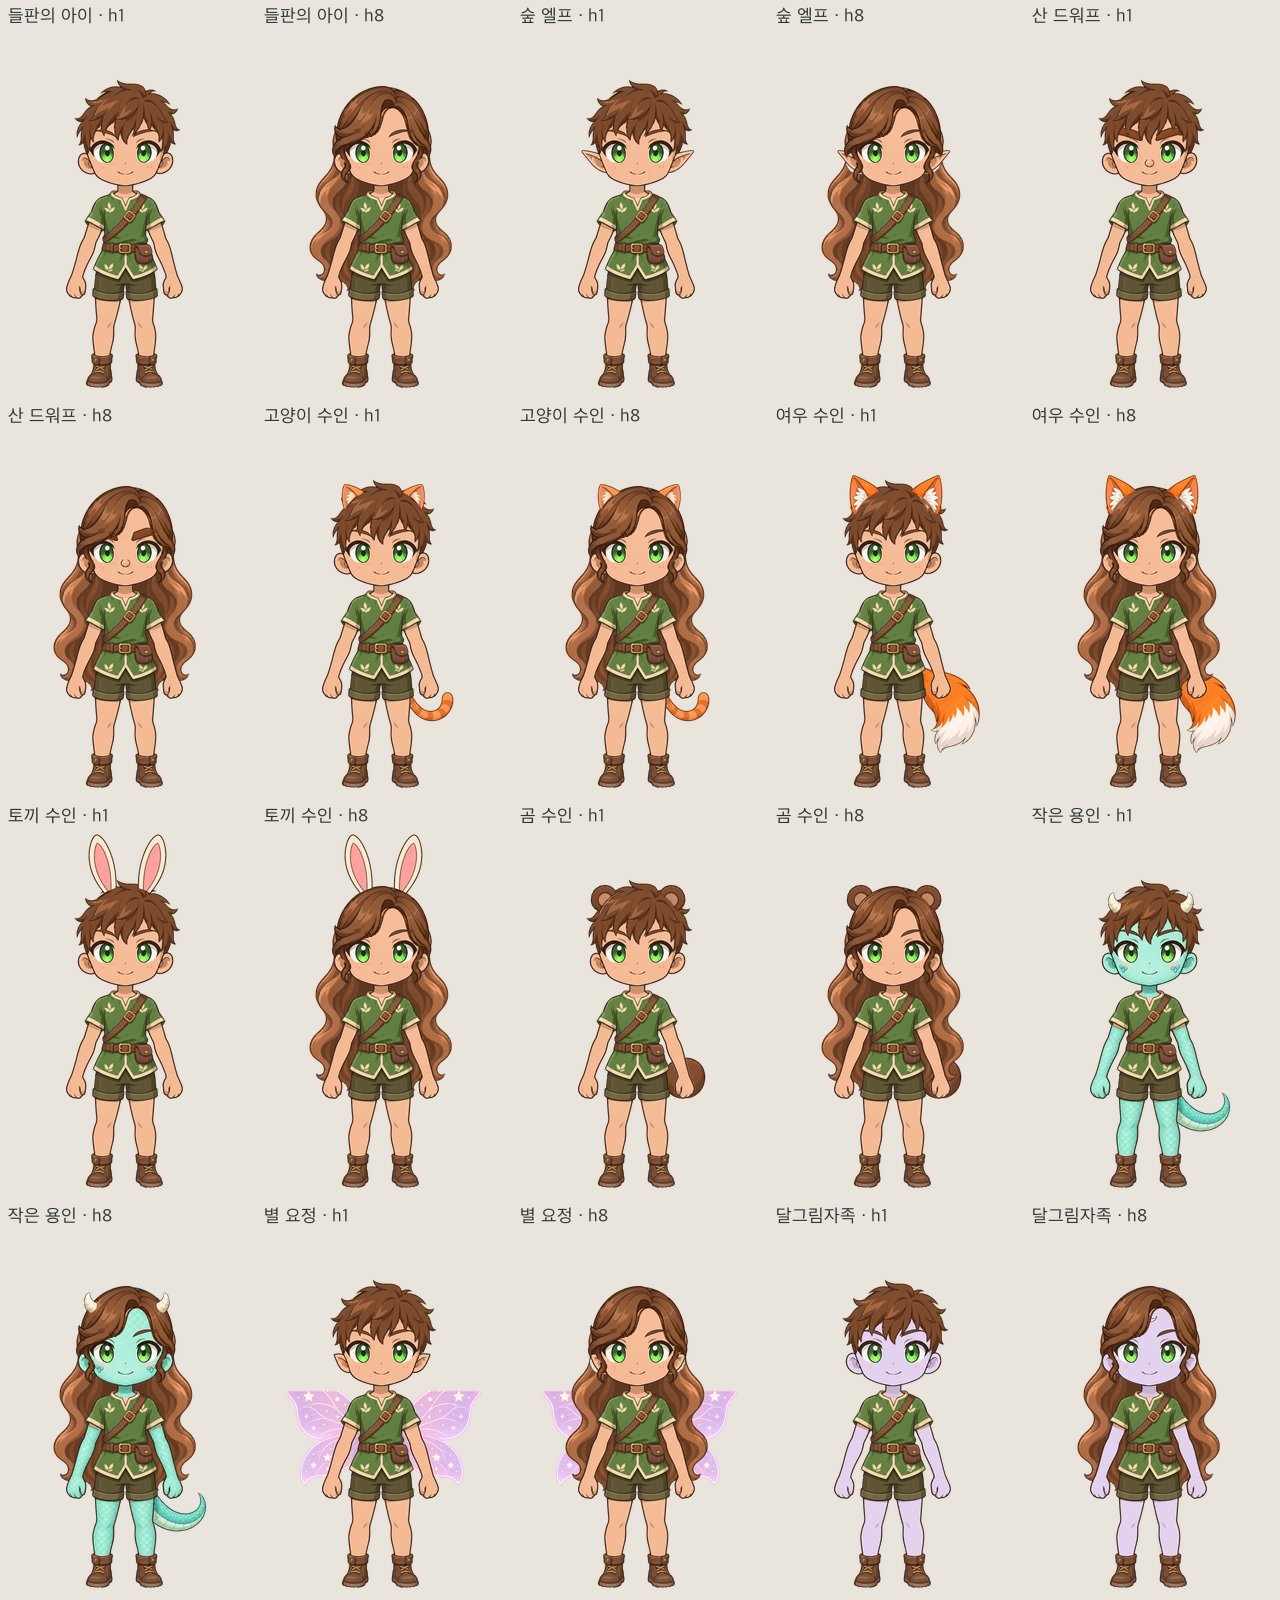 들판의 아이 · h1
들판의 아이 · h8
숲 엘프 · h1
숲 엘프 · h8
산 드워프 · h1
산 드워프 · h8
고양이 수인 · h1
고양이 수인 · h8
여우 수인 · h1
여우 수인 · h8
토끼 수인 · h1
토끼 수인 · h8
곰 수인 · h1
곰 수인 · h8
작은 용인 · h1
작은 용인 · h8
별 요정 · h1
별 요정 · h8
달그림자족 · h1
달그림자족 · h8